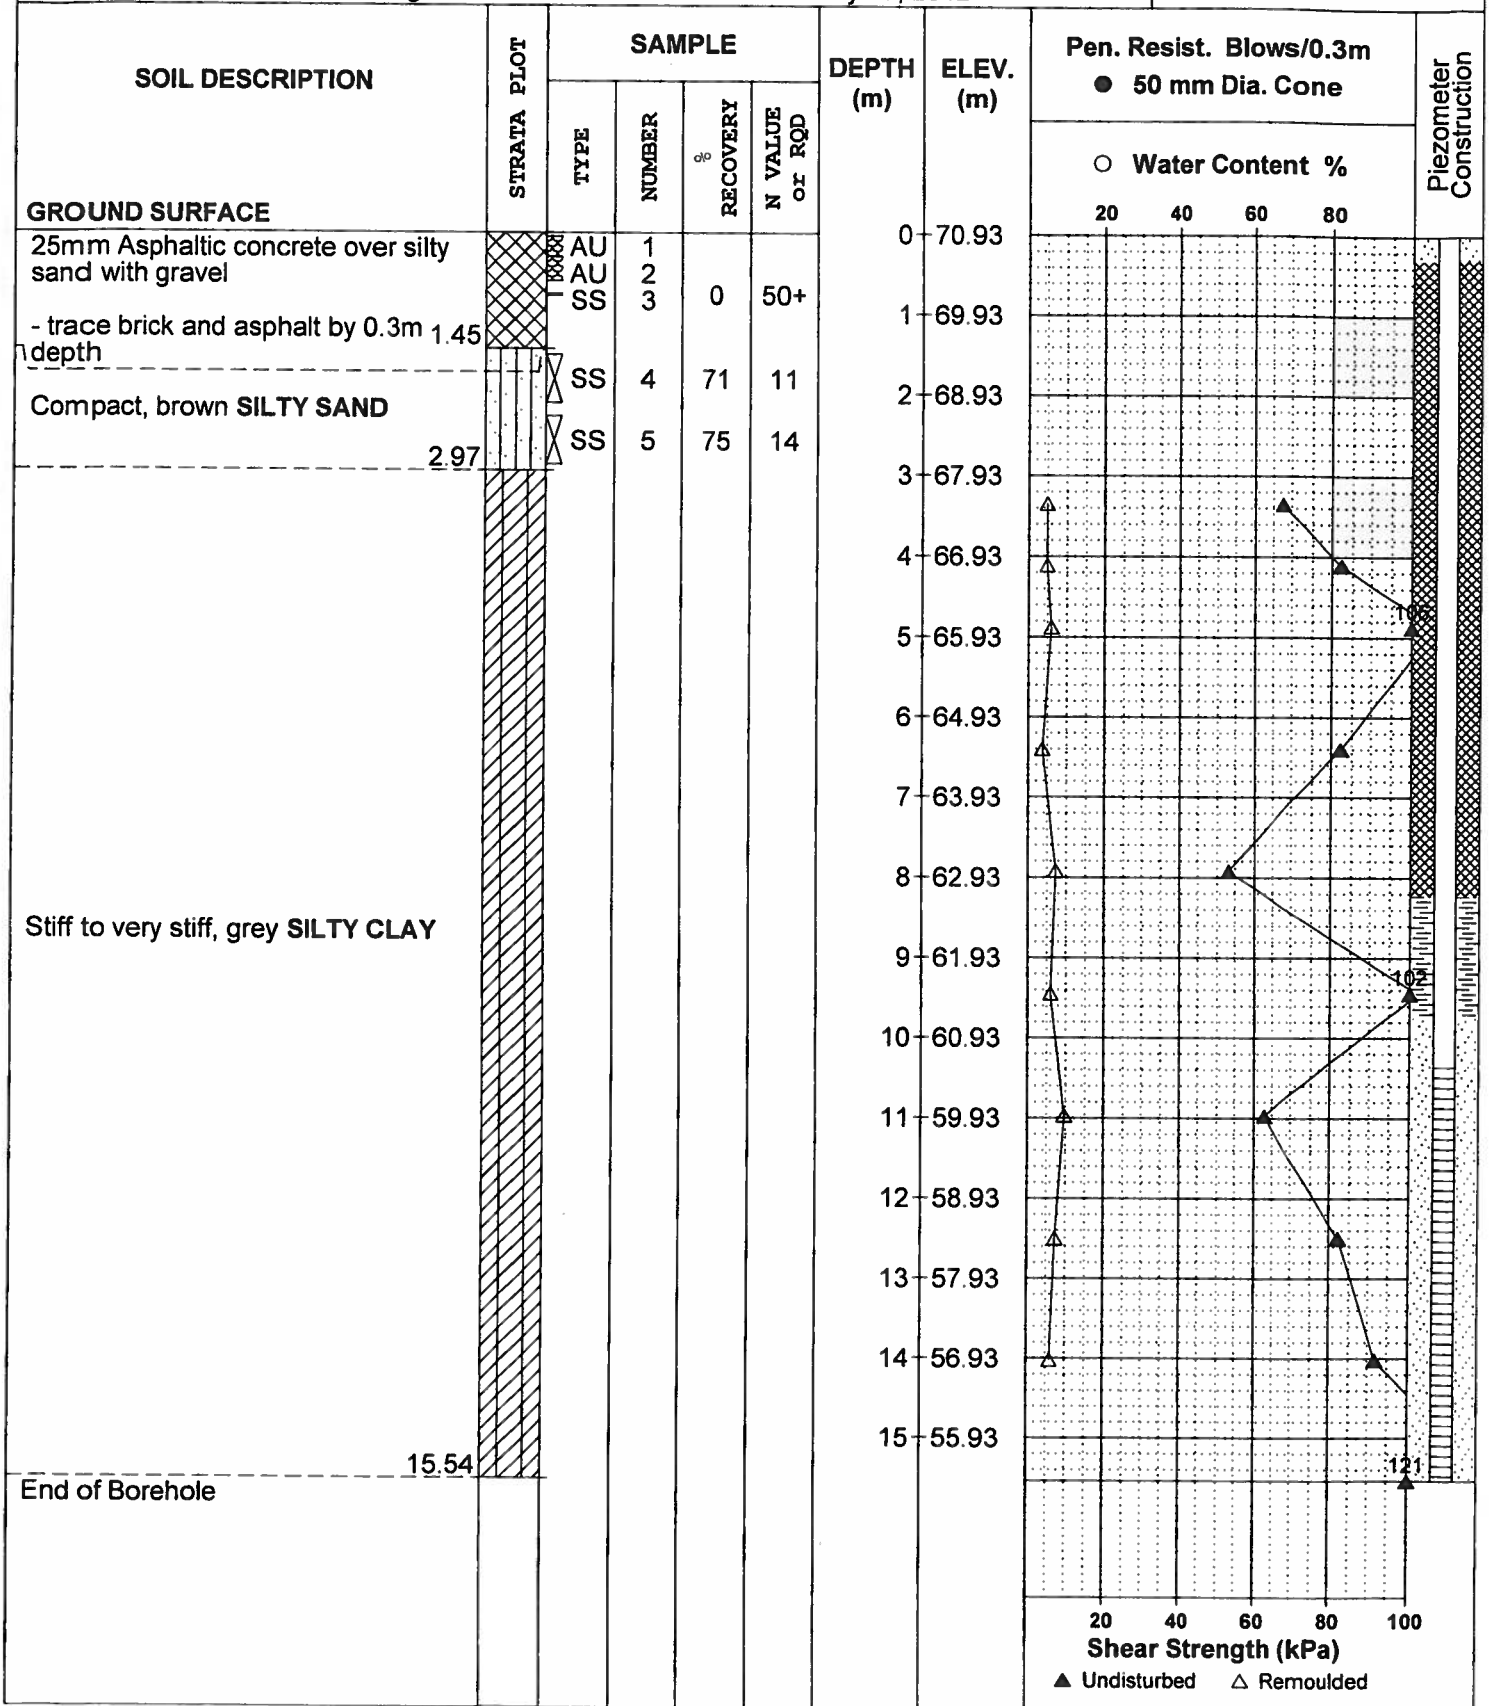 SOIL DESCRIPTION
GROUND SURFACE
STRATA PLOT
SAMPLE
TYPE
NUMBER
% RECOVERY
N VALUE or RQD
DEPTH (m)
ELEV. (m)
Pen. Resist. Blows/0.3m
● 50 mm Dia. Cone
○ Water Content %
20 40 60 80
Piezometer Construction
25mm Asphaltic concrete over silty
sand with gravel
- trace brick and asphalt by 0.3m 1.45
depth
Compact, brown SILTY SAND
2.97
Stiff to very stiff, grey SILTY CLAY
15.54
End of Borehole
AU 1
AU 2
SS 3 0 50+
SS 4 71 11
SS 5 75 14
0 70.93
1 69.93
2 68.93
3 67.93
4 66.93
5 65.93
6 64.93
7 63.93
8 62.93
9 61.93
10 60.93
11 59.93
12 58.93
13 57.93
14 56.93
15 55.93
106
102
121
20 40 60 80 100
Shear Strength (kPa)
▲ Undisturbed △ Remoulded